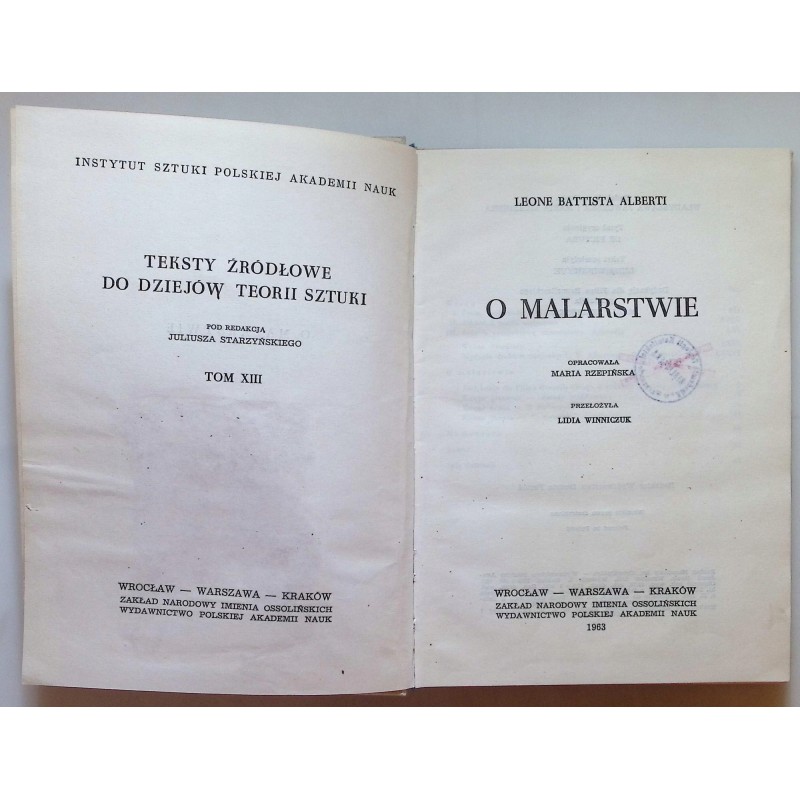 INSTYTUT SZTUKI POLSKIEJ AKADEMII NAUK
TEKSTY ŹRÓDŁOWE
DO DZIEJÓW TEORII SZTUKI
POD REDAKCJĄ
JULIUSZA STARZYŃSKIEGO
TOM XIII
WROCŁAW — WARSZAWA — KRAKÓW
ZAKŁAD NARODOWY IMIENIA OSSOLIŃSKICH
WYDAWNICTWO POLSKIEJ AKADEMII NAUK
LEONE BATTISTA ALBERTI
O MALARSTWIE
OPRACOWAŁA
MARIA RZEPIŃSKA
PRZEŁOŻYŁA
LIDIA WINNICZUK
WROCŁAW — WARSZAWA — KRAKÓW
ZAKŁAD NARODOWY IMIENIA OSSOLIŃSKICH
WYDAWNICTWO POLSKIEJ AKADEMII NAUK
1963